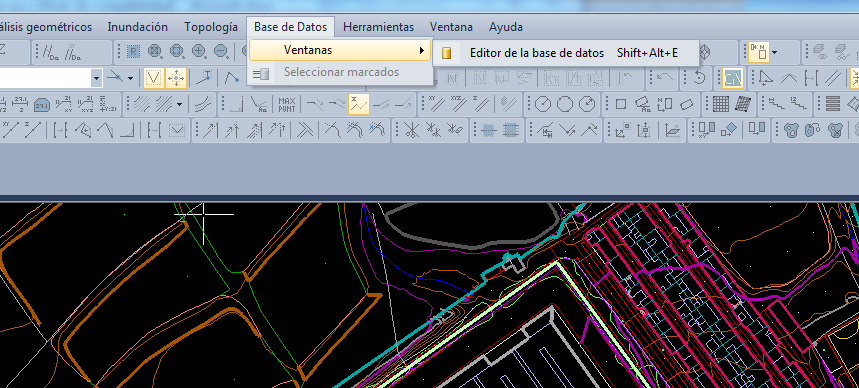 álisis geométricos Inundación Topología Base de Datos Herramientas Ventana Ayuda
Ventanas Editor de la base de datos Shift+Alt+E
Seleccionar marcados
MAX
POINT